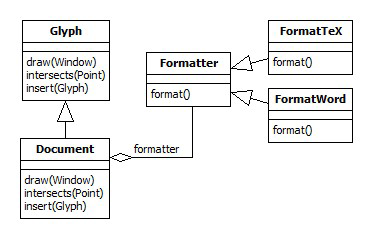 Glyph
draw(Window)
intersects(Point)
insert(Glyph)
Formatter
format()
FormatTeX
format()
FormatWord
format()
Document
draw(Window)
intersects(Point)
insert(Glyph)
formatter